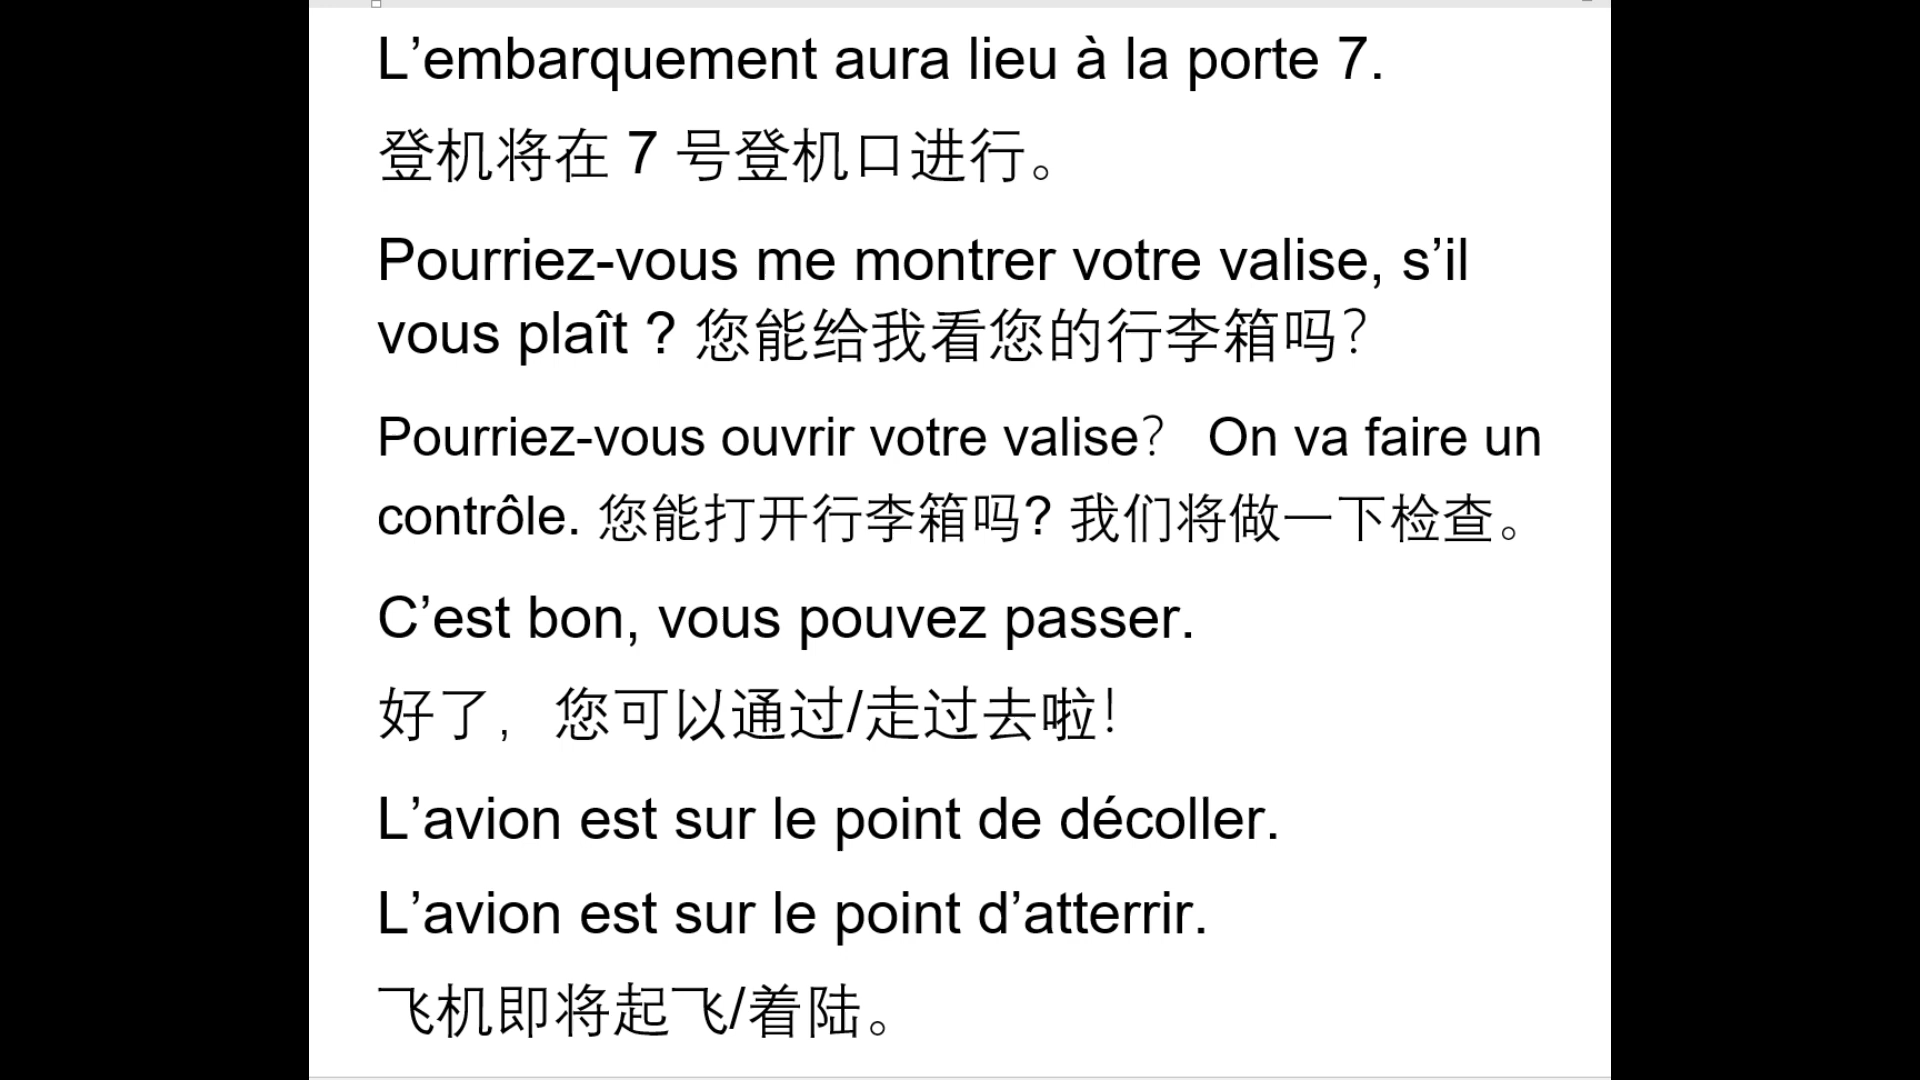 L’embarquement aura lieu à la porte 7.
登机将在 7 号登机口进行。
Pourriez-vous me montrer votre valise, s’il
vous plaît ? 您能给我看您的行李箱吗？
Pourriez-vous ouvrir votre valise？ On va faire un
contrôle. 您能打开行李箱吗? 我们将做一下检查。
C’est bon, vous pouvez passer.
好了，您可以通过/走过去啦！
L’avion est sur le point de décoller.
L’avion est sur le point d’atterrir.
飞机即将起飞/着陆。